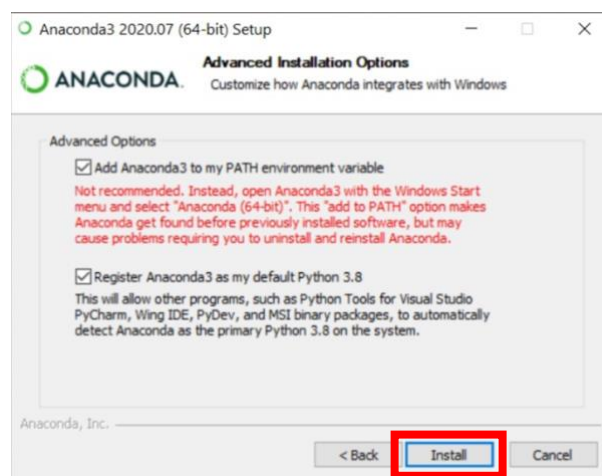 Anaconda3 2020.07 (64-bit) Setup
Advanced Installation Options
ANACONDA.
Customize how Anaconda integrates with Windows
Advanced Options
Add Anaconda3 to my PATH environment variable
Not recommended. Instead, open Anaconda3 with the Windows Start
menu and select "Anaconda (64-bit)". This "add to PATH" option makes
Anaconda get found before previously installed software, but may
cause problems requiring you to uninstall and reinstall Anaconda.
Register Anaconda3 as my default Python 3.8
This will allow other programs, such as Python Tools for Visual Studio
PyCharm, Wing IDE, PyDev, and MSI binary packages, to automatically
detect Anaconda as the primary Python 3.8 on the system.
Anaconda, Inc.
< Back Install Cancel